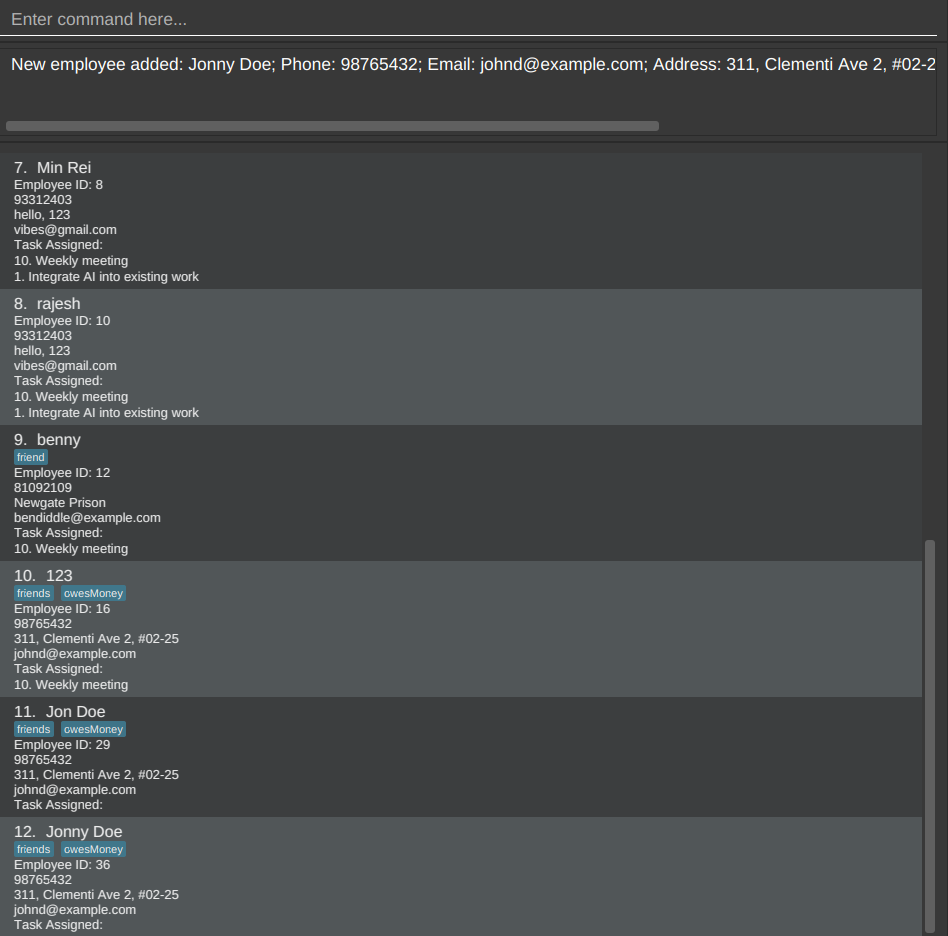 Enter command here...
New employee added: Jonny Doe; Phone: 98765432; Email: johnd@example.com; Address: 311, Clementi Ave 2, #02-2
7. Min Rei
Employee ID: 8
93312403
hello, 123
vibes@gmail.com
Task Assigned:
10. Weekly meeting
1. Integrate AI into existing work
8. rajesh
Employee ID: 10
93312403
hello, 123
vibes@gmail.com
Task Assigned:
10. Weekly meeting
1. Integrate AI into existing work
9. benny
friend
Employee ID: 12
81092109
Newgate Prison
bendiddle@example.com
Task Assigned:
10. Weekly meeting
10. 123
friends owesMoney
Employee ID: 16
98765432
311, Clementi Ave 2, #02-25
johnd@example.com
Task Assigned:
10. Weekly meeting
11. Jon Doe
friends owesMoney
Employee ID: 29
98765432
311, Clementi Ave 2, #02-25
johnd@example.com
Task Assigned:
12. Jonny Doe
friends owesMoney
Employee ID: 36
98765432
311, Clementi Ave 2, #02-25
johnd@example.com
Task Assigned: